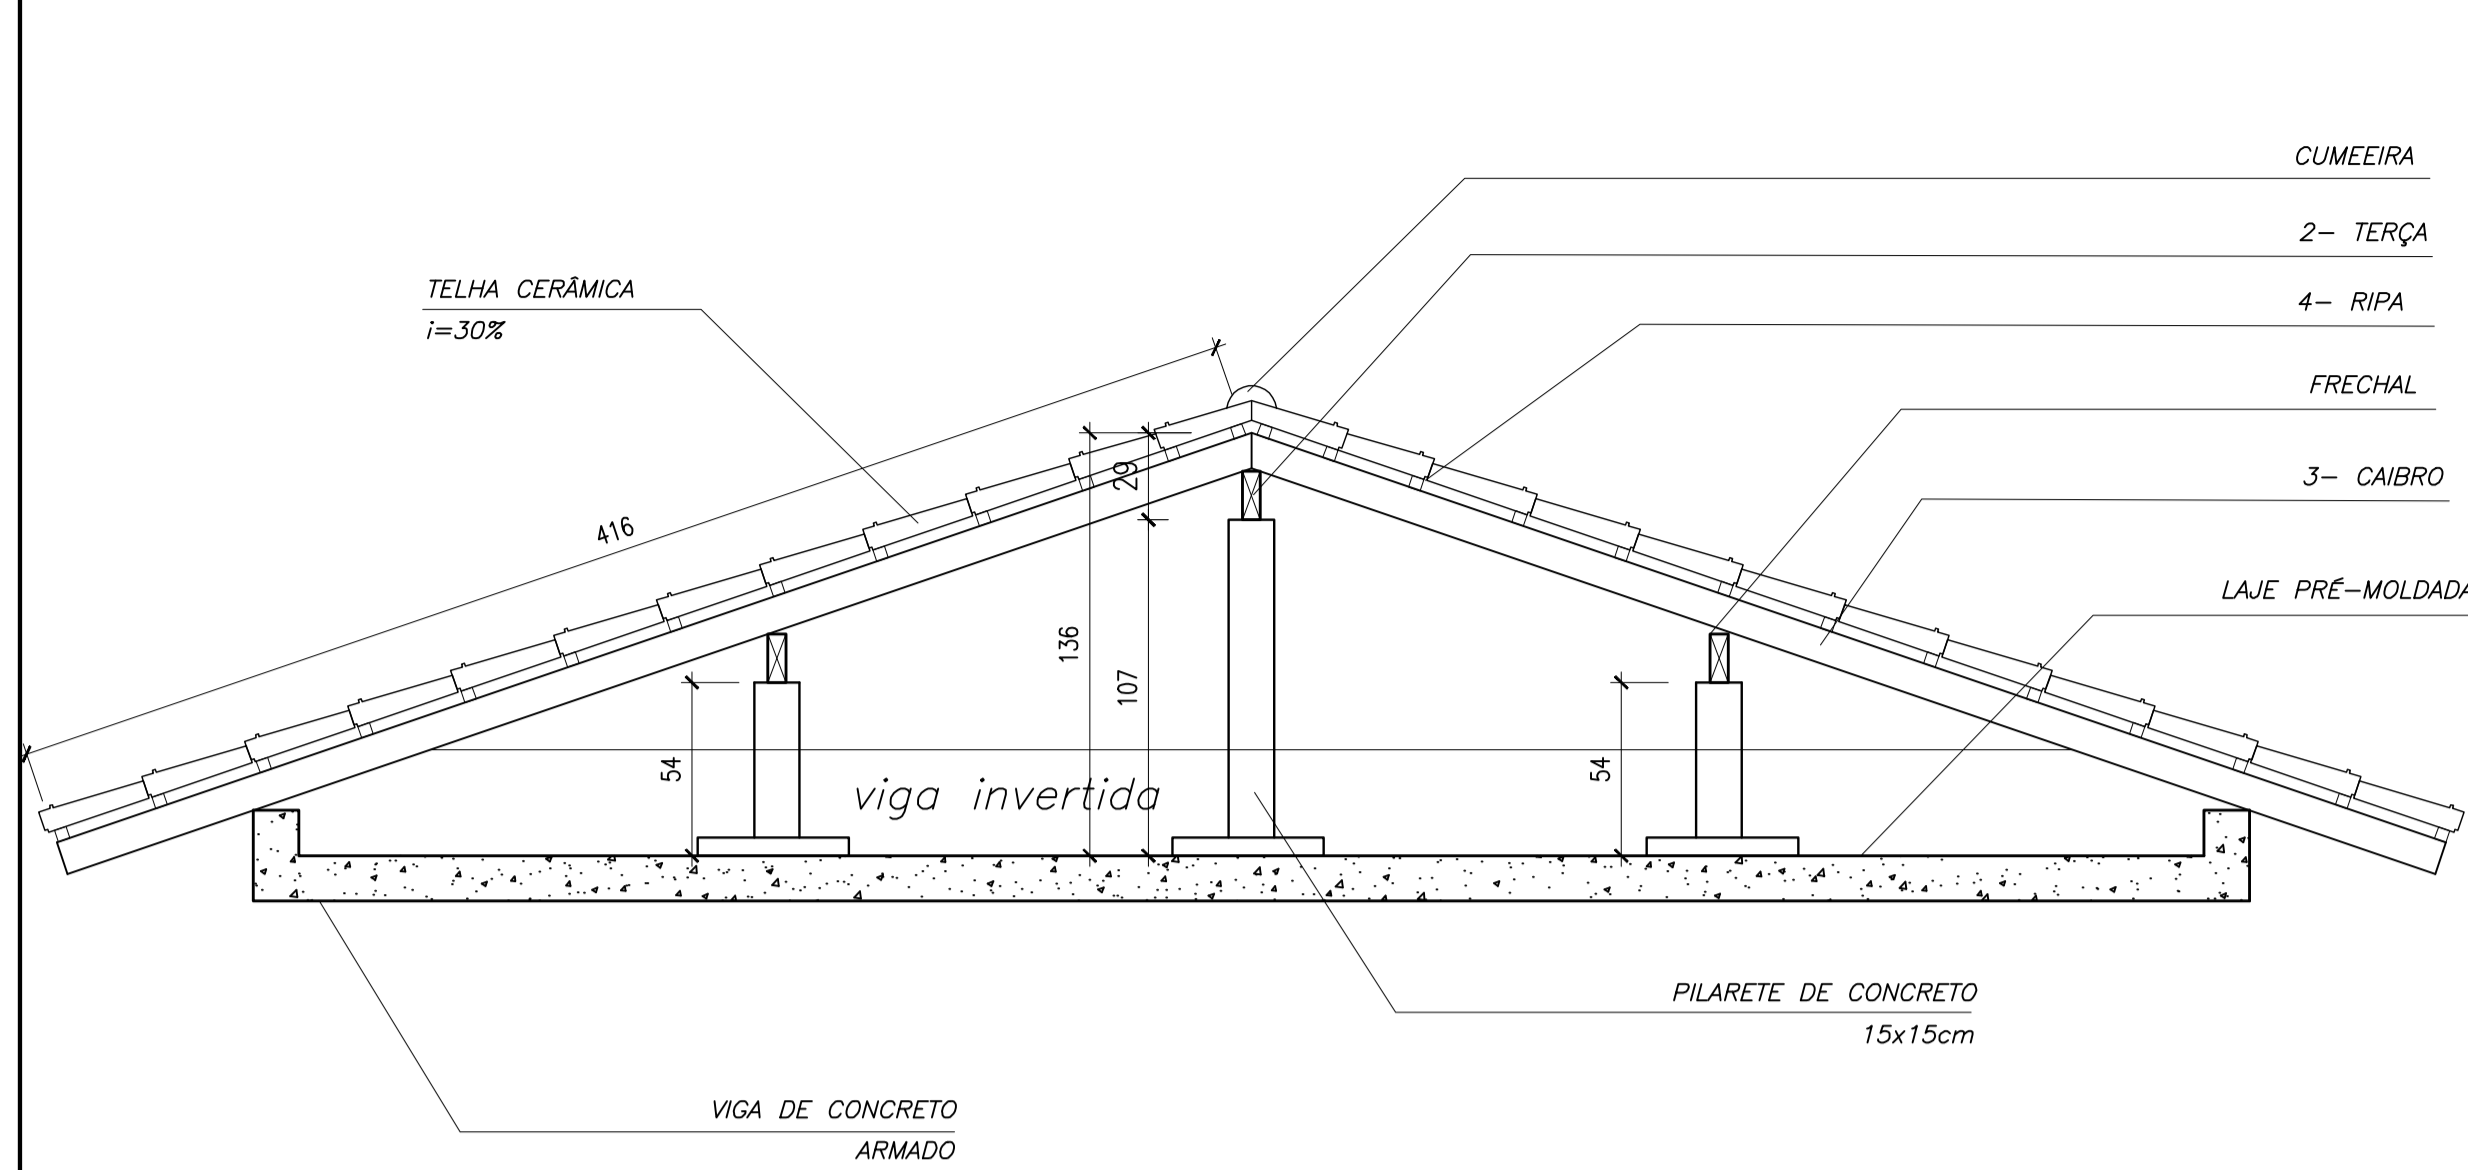 CUMEEIRA
2- TERÇA
TELHA CERÂMICA
i=30%
4- RIPA
FRECHAL
29
3- CAIBRO
416
LAJE PRÉ-MOLDADA
136
107
54
54
viga invertida
PILARETE DE CONCRETO
15x15cm
VIGA DE CONCRETO
ARMADO